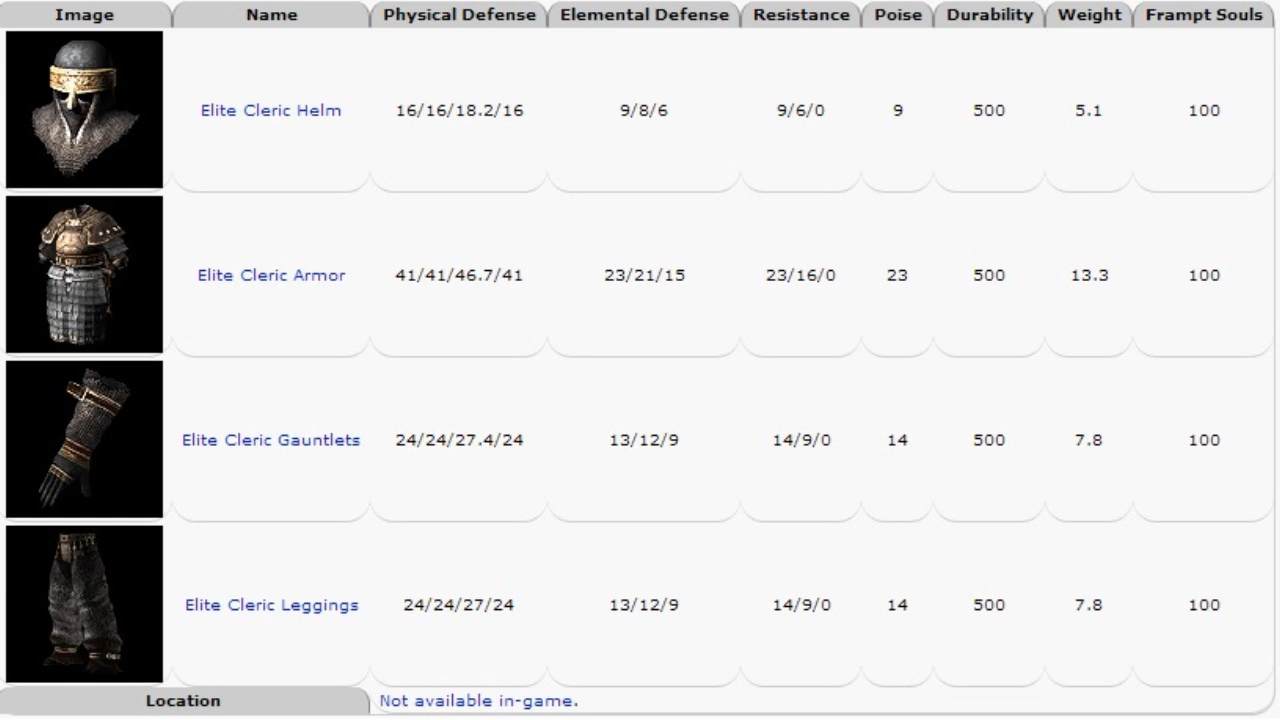 Image Name Physical Defense Elemental Defense Resistance Poise Durability Weight Frampt Souls
Elite Cleric Helm 16/16/18.2/16 9/8/6 9/6/0 9 500 5.1 100
Elite Cleric Armor 41/41/46.7/41 23/21/15 23/16/0 23 500 13.3 100
Elite Cleric Gauntlets 24/24/27.4/24 13/12/9 14/9/0 14 500 7.8 100
Elite Cleric Leggings 24/24/27/24 13/12/9 14/9/0 14 500 7.8 100
Location Not available in-game.